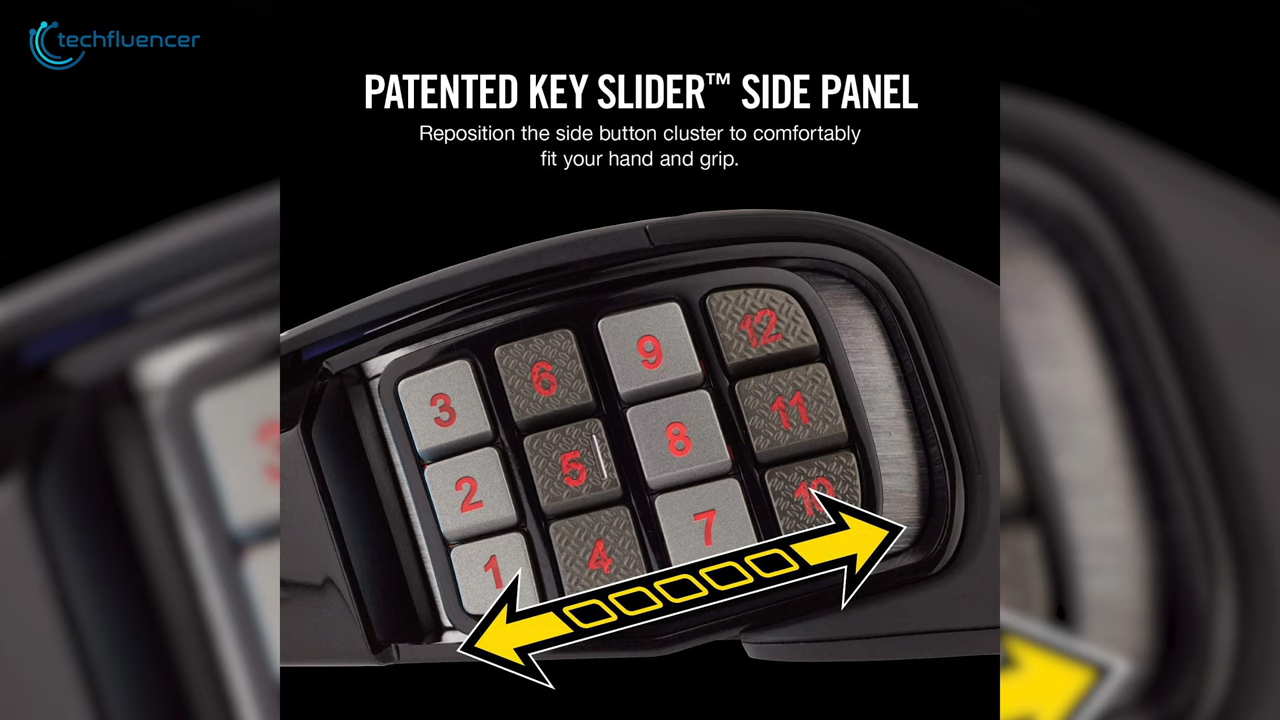 techfluencer
PATENTED KEY SLIDER™ SIDE PANEL
Reposition the side button cluster to comfortably
fit your hand and grip.
3 6 9 12
2 5 8 11
1 4 7 10